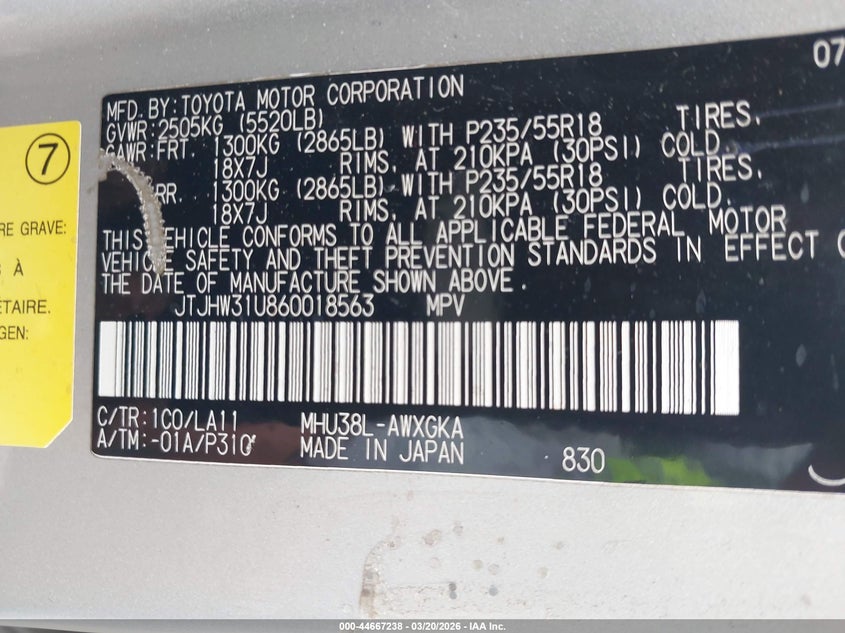 07
MFD.BY:TOYOTA MOTOR CORPORATION
GVWR:2505KG (5520LB)
GAWR:FRT. 1300KG (2865LB) WITH P235/55R18 TIRES,
18X7J RIMS, AT 210KPA (30PSI) COLD.
RR. 1300KG (2865LB) WITH P235/55R18 TIRES,
18X7J RIMS, AT 210KPA (30PSI) COLD.
THIS VEHICLE CONFORMS TO ALL APPLICABLE FEDERAL MOTOR
VEHICLE SAFETY AND THEFT PREVENTION STANDARDS IN EFFECT
THE DATE OF MANUFACTURE SHOWN ABOVE.
JTJHW31U860018563 MPV
C/TR:1C0/LA11 MHU38L-AWXGKA
A/TM:-01A/P310 MADE IN JAPAN 830
7
RE GRAVE:
À
ÉTAIRE.
GEN:
000-44667238 - 03/20/2026 - IAA Inc.